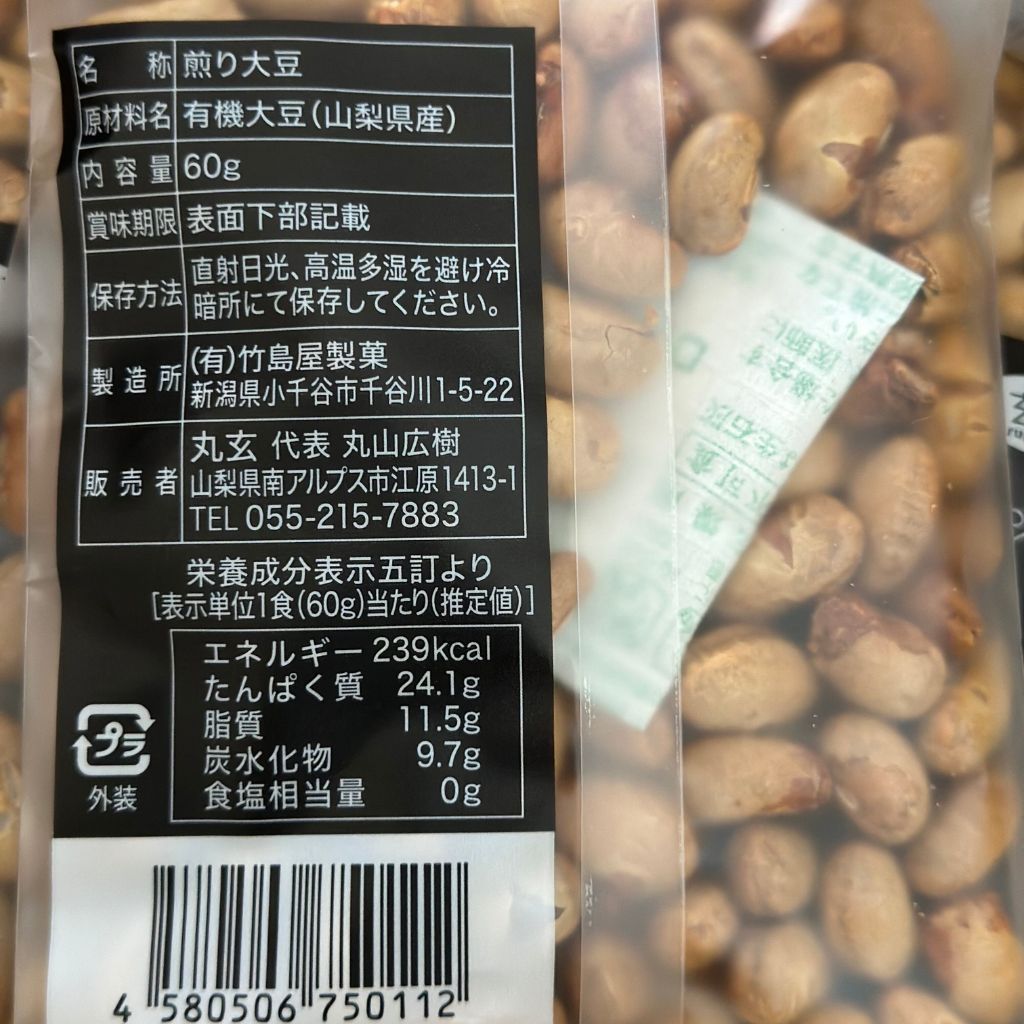 名 称 煎り大豆
原材料名 有機大豆(山梨県産)
内容量 60g
賞味期限 表面下部記載
保存方法 直射日光、高温多湿を避け冷
暗所にて保存してください。
製造所 (有)竹島屋製菓
新潟県小千谷市千谷川1-5-22
販売者 丸玄 代表 丸山広樹
山梨県南アルプス市江原1413-1
TEL 055-215-7883
栄養成分表示五訂より
[表示単位1食(60g)当たり(推定値)]
エネルギー 239kcal
たんぱく質 24.1g
脂質 11.5g
炭水化物 9.7g
食塩相当量 0g
プラ
外装
4 580506 750112